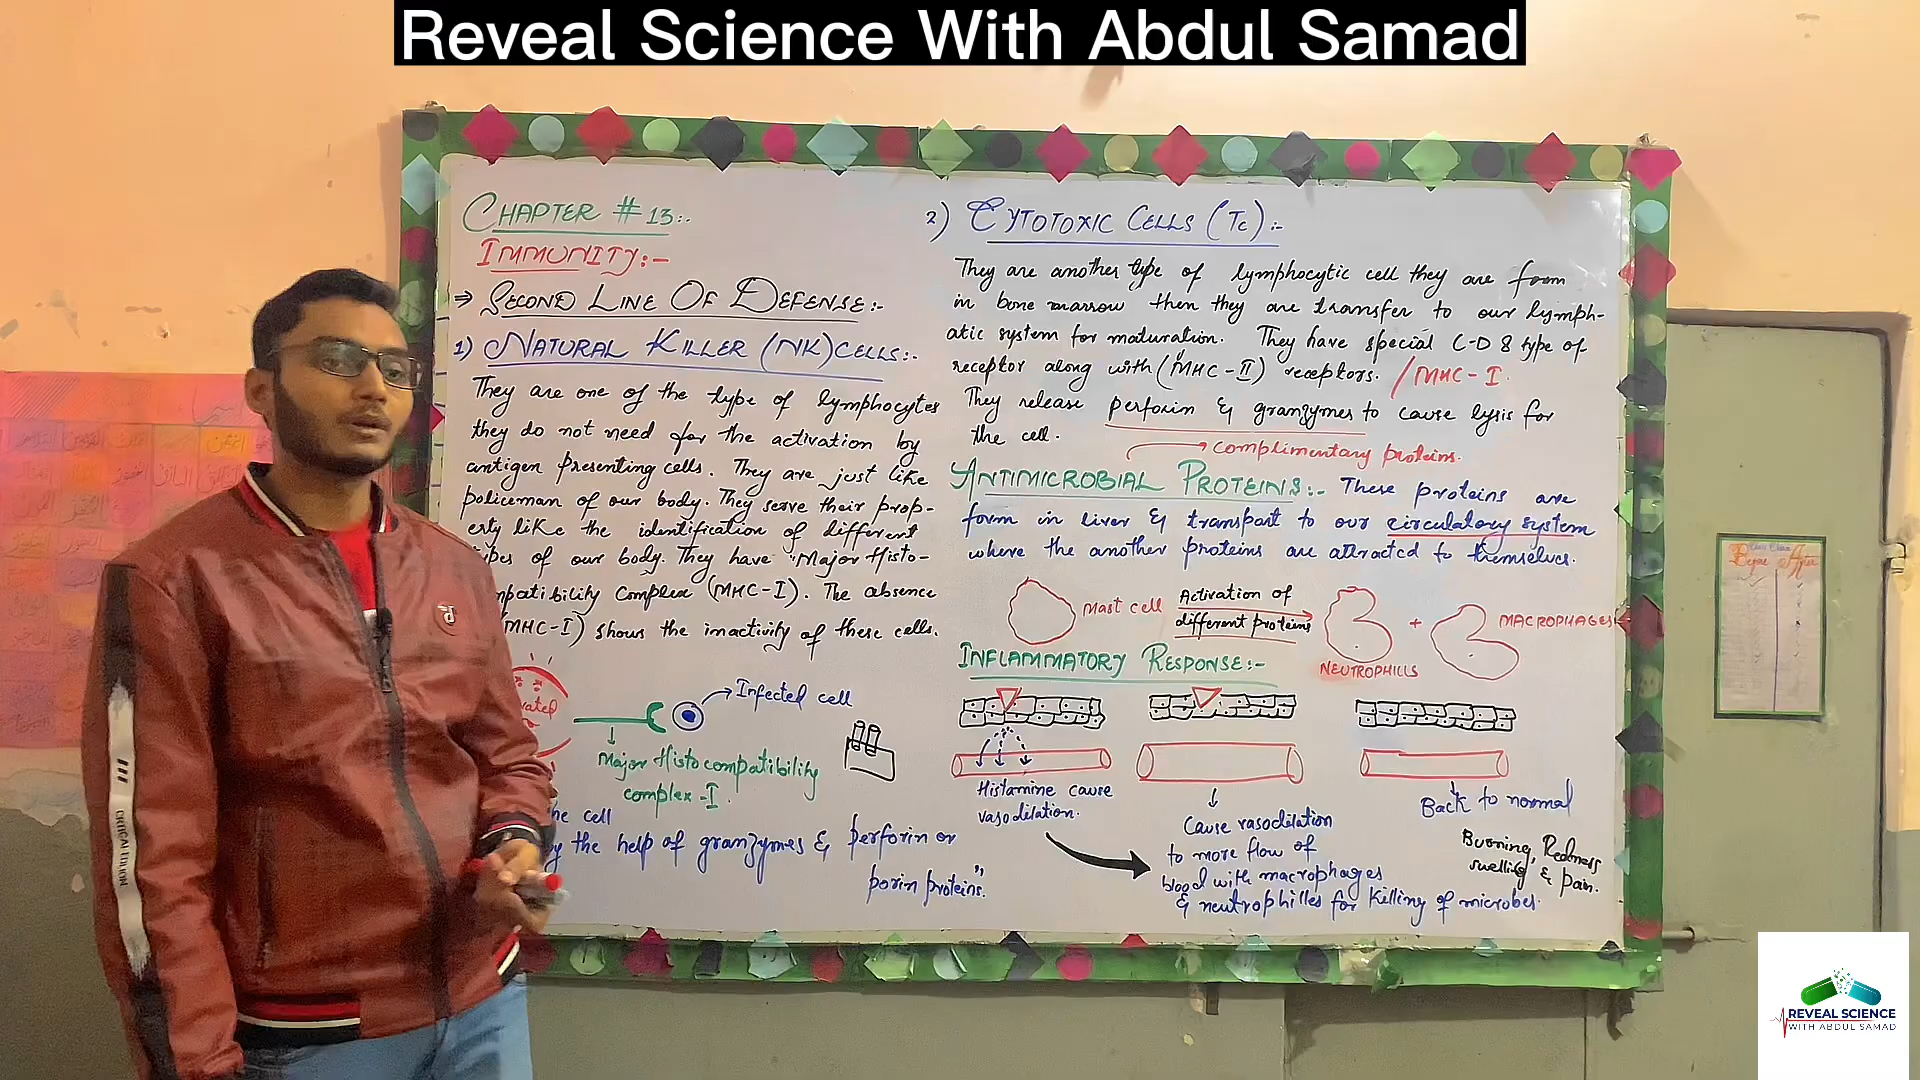 Reveal Science With Abdul Samad
CHAPTER # 13:-
IMMUNITY:-
⇒ SECOND LINE OF DEFENSE:-
1) NATURAL KILLER (NK) CELLS:-
They are one of the type of lymphocytes
they do not need for the activation by
antigen presenting cells. They are just like
policeman of our body. They serve their prop-
erty like the identification of different
of our body. They have "Major Histo-
Complex (MHC-I). The absence
(MHC-I) shows the inactivity of these cells.
Infected cell
Major Histocompatibility
complex-I.
the cell
by the help of granzymes & perforin or
porin proteins."
2) CYTOTOXIC CELLS (Tc):-
They are another type of lymphocytic cell they are form
in bone marrow then they are transfer to our lymph-
atic system for maturation. They have special C-D 8 type of
receptor along with (MHC-II) receptors. / MHC-I.
They release perforin & granzymes to cause lysis for
the cell.
complimentary proteins.
ANTIMICROBIAL PROTEINS:- These proteins are
form in liver & transpart to our circulatory system
where the another proteins are attracted to themselves.
Mast cell
Activation of
different proteins
+
NEUTROPHILLS
MACROPHAGES
INFLAMMATORY RESPONSE:-
Histamine cause
vasodilation.
Cause vasodilation
to more flow of
blood with macrophages
& neutrophilles for killing of microbes.
Back to normal
Burning, Redness
swelling & pain.
CRITICAL EDITION
REVEAL SCIENCE
WITH ABDUL SAMAD